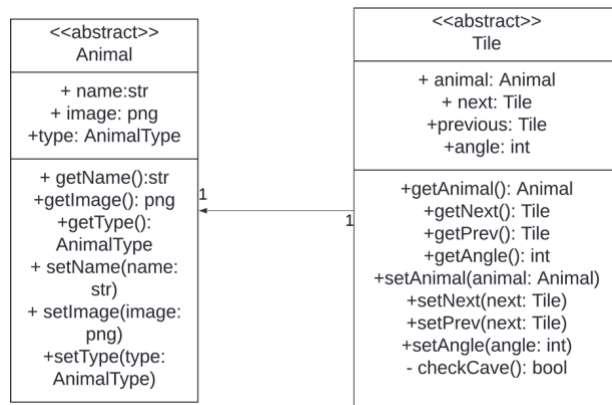 <<abstract>>
Animal
+ name:str
+ image: png
+type: AnimalType
+ getName():str
+getImage(): png
+getType():
AnimalType
+ setName(name:
str)
+ setImage(image:
png)
+setType(type:
AnimalType)
1
1
<<abstract>>
Tile
+ animal: Animal
+ next: Tile
+previous: Tile
+angle: int
+getAnimal(): Animal
+getNext(): Tile
+getPrev(): Tile
+getAngle(): int
+setAnimal(animal: Animal)
+setNext(next: Tile)
+setPrev(next: Tile)
+setAngle(angle: int)
- checkCave(): bool